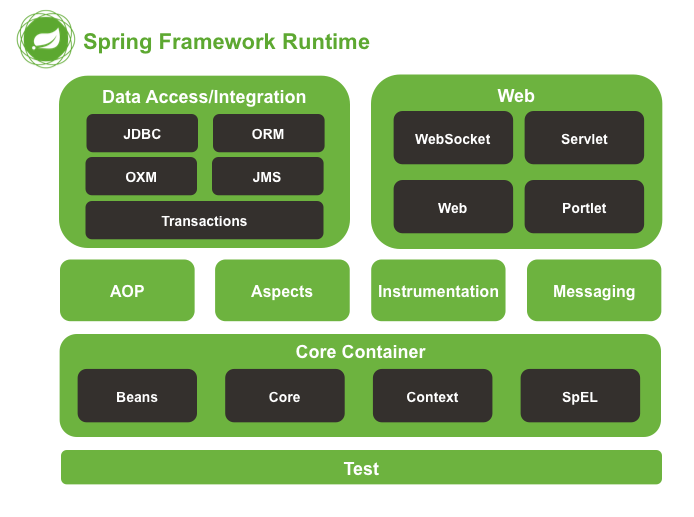 Spring Framework Runtime
Data Access/Integration
JDBC
ORM
OXM
JMS
Transactions
Web
WebSocket
Servlet
Web
Portlet
AOP
Aspects
Instrumentation
Messaging
Core Container
Beans
Core
Context
SpEL
Test